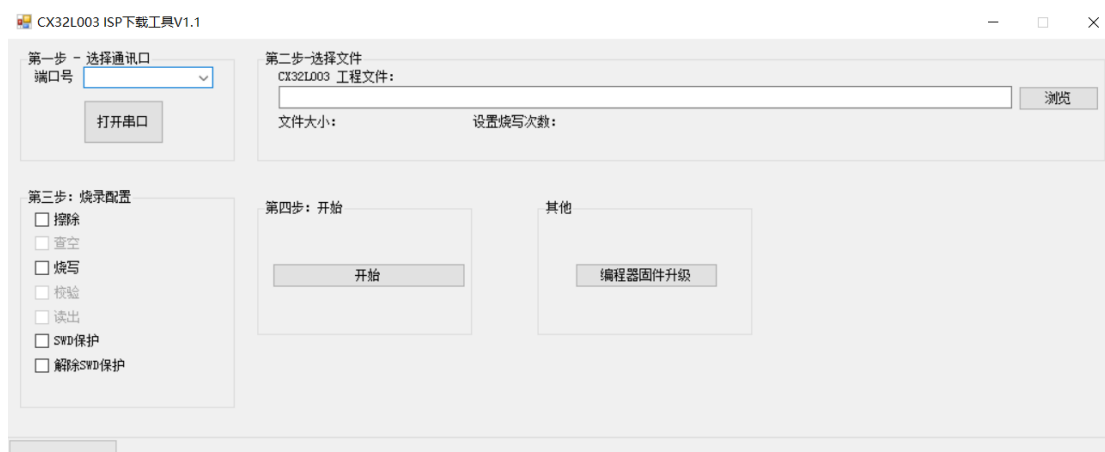 CX32L003 ISP下载工具V1.1
第一步 - 选择通讯口
端口号
打开串口
第二步-选择文件
CX32L003 工程文件:
浏览
文件大小:
设置烧写次数:
第三步: 烧录配置
擦除
查空
烧写
校验
读出
SWD保护
解除SWD保护
第四步: 开始
开始
其他
编程器固件升级